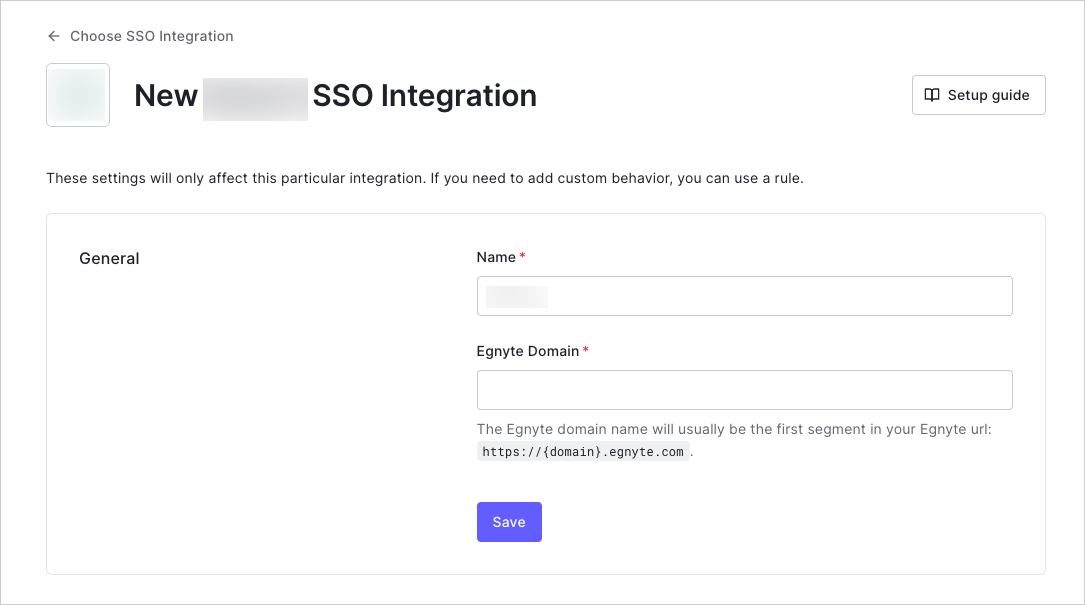 Choose SSO Integration
New SSO Integration
Setup guide
These settings will only affect this particular integration. If you need to add custom behavior, you can use a rule.
General
Name *
Egnyte Domain *
The Egnyte domain name will usually be the first segment in your Egnyte url:
https://{domain}.egnyte.com.
Save